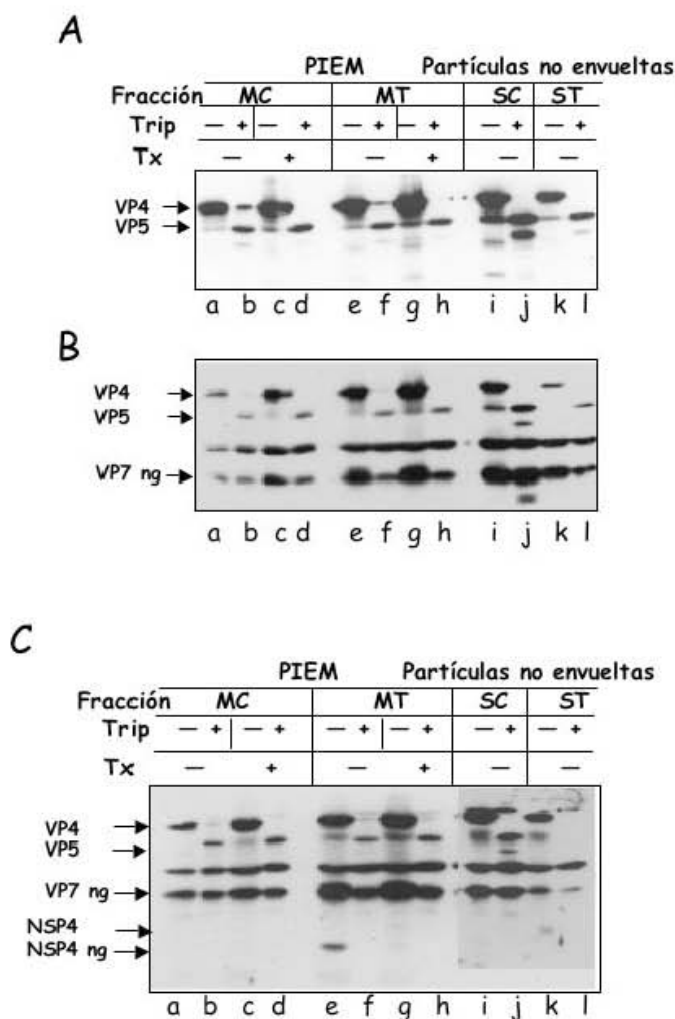 A
PIEM Partículas no envueltas
Fracción MC MT SC ST
Trip — + — + — + — + — + — +
Tx — + — + — —
VP4
VP5
a b c d e f g h i j k l
B
VP4
VP5
VP7 ng
a b c d e f g h i j k l
C
PIEM Partículas no envueltas
Fracción MC MT SC ST
Trip — + — + — + — + — + — +
Tx — + — + — —
VP4
VP5
VP7 ng
NSP4
NSP4 ng
a b c d e f g h i j k l